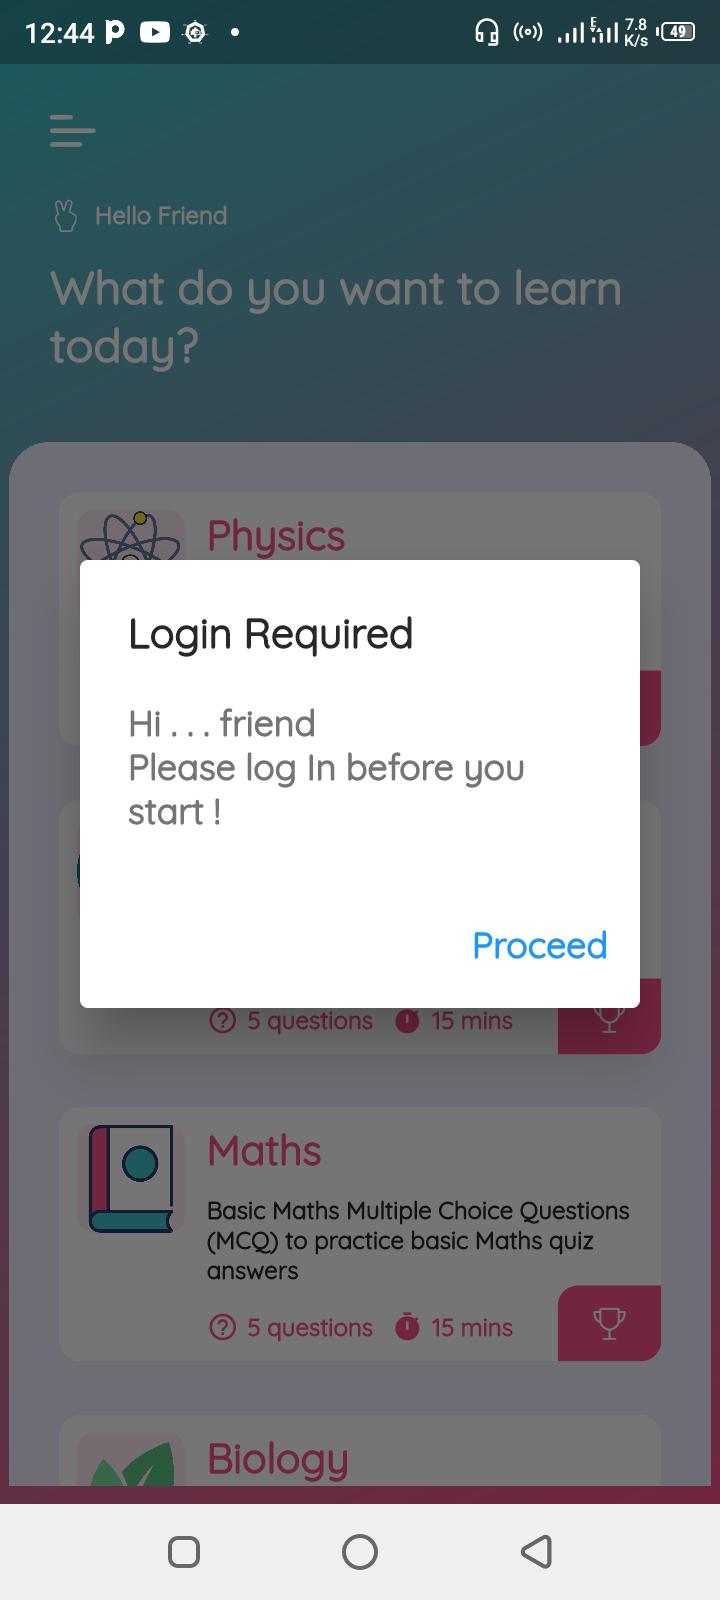 12:44
7.8
K/s
49
Hello Friend
What do you want to learn
today?
Physics
Login Required
Hi . . . friend
Please log In before you
start !
Proceed
5 questions 15 mins
Maths
Basic Maths Multiple Choice Questions
(MCQ) to practice basic Maths quiz
answers
5 questions 15 mins
Biology